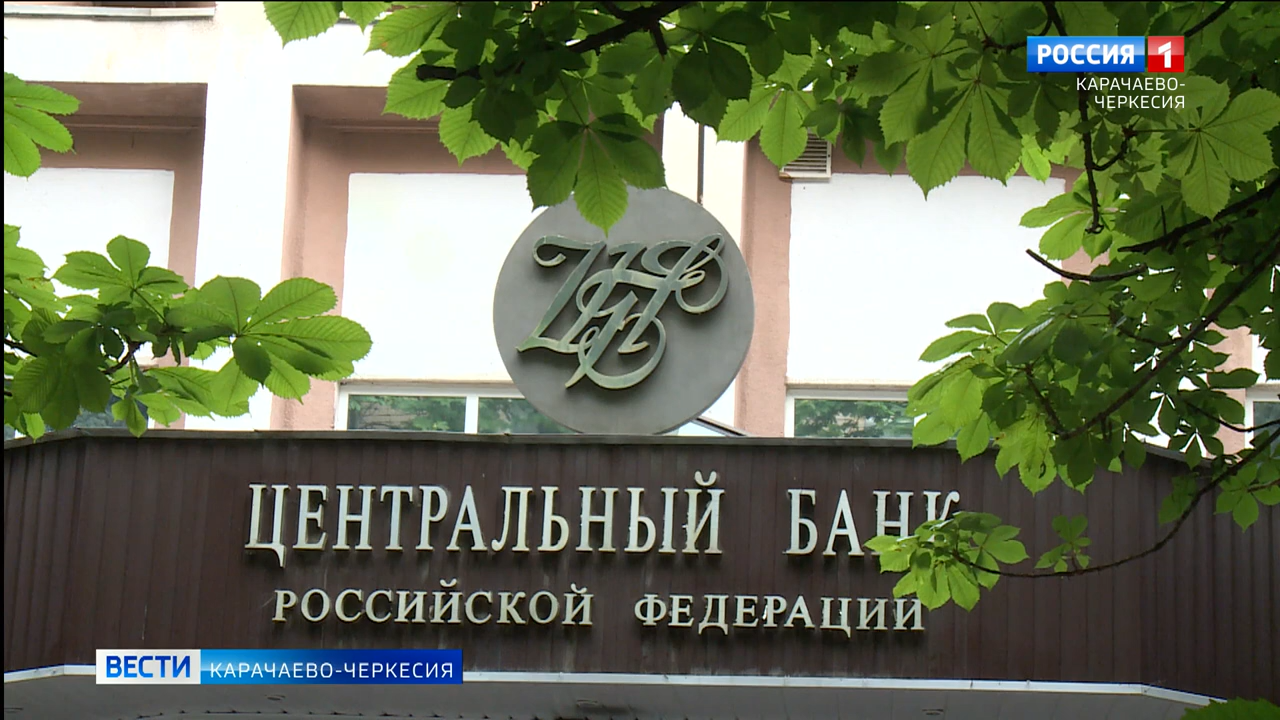 РОССИЯ 1
КАРАЧАЕВО-
ЧЕРКЕСИЯ
ЦЕНТРАЛЬНЫЙ БАНК
РОССИЙСКОЙ ФЕДЕРАЦИИ
ВЕСТИ КАРАЧАЕВО-ЧЕРКЕСИЯ